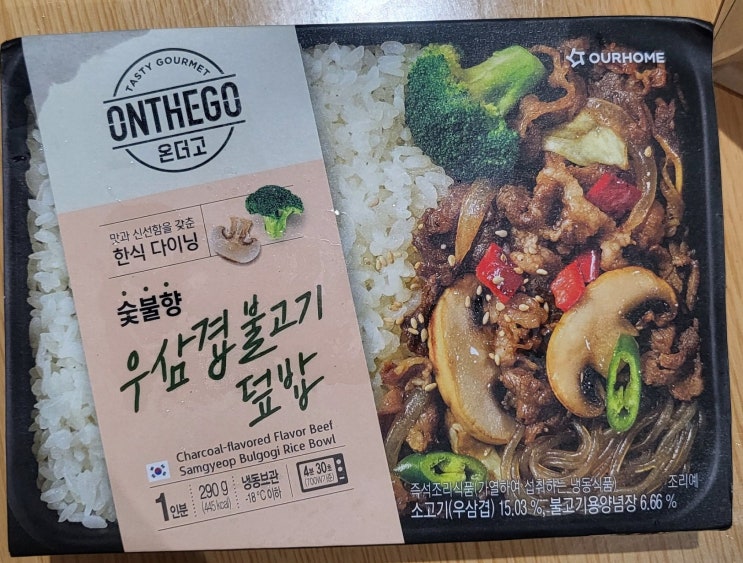 TASTY GOURMET
ONTHEGO
온더고
OURHOME
맛과 신선함을 갖춘
한식 다이닝
숯불향
우삼겹 불고기
덮밥
Charcoal-flavored Flavor Beef
Samgyeop Bulgogi Rice Bowl
1인분
290 g
(445 kcal)
냉동보관
-18℃이하
4분 30초
(700W기준)
즉석조리식품(가열하여 섭취하는 냉동식품) 조리예
소고기(우삼겹) 15.03 %, 불고기용양념장 6.66 %